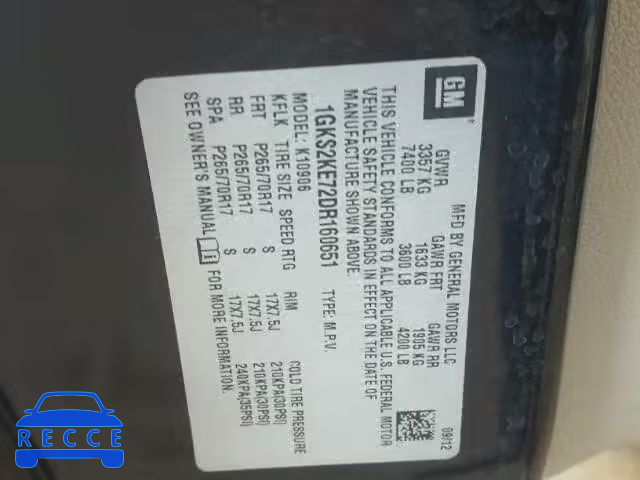 GM
MFD BY GENERAL MOTORS LLC 09/12
GVWR GAWR FRT GAWR RR
3357 KG 1633 KG 1905 KG
7400 LB 3600 LB 4200 LB
THIS VEHICLE CONFORMS TO ALL APPLICABLE U.S. FEDERAL MOTOR
VEHICLE SAFETY STANDARDS IN EFFECT ON THE DATE OF
MANUFACTURE SHOWN ABOVE.
1GKS2KE72DR160651 TYPE: M.P.V.
MODEL: K10906
KFLK TIRE SIZE SPEED RTG RIM COLD TIRE PRESSURE
FRT P265/70R17 S 17X7.5J 210KPA(30PSI)
RR P265/70R17 S 17X7.5J 210KPA(30PSI)
SPA P265/70R17 S 17X7.5J 240KPA(35PSI)
SEE OWNER'S MANUAL FOR MORE INFORMATION.
RECCE